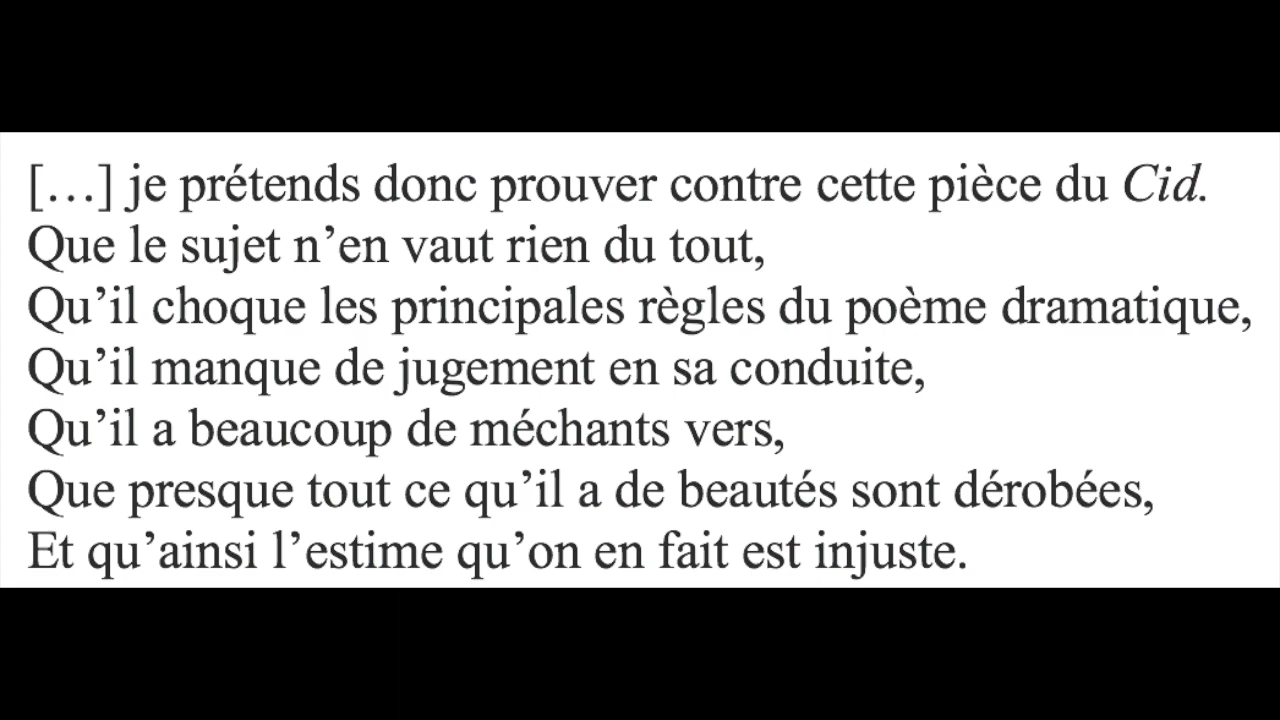 […] je prétends donc prouver contre cette pièce du Cid.
Que le sujet n’en vaut rien du tout,
Qu’il choque les principales règles du poème dramatique,
Qu’il manque de jugement en sa conduite,
Qu’il a beaucoup de méchants vers,
Que presque tout ce qu’il a de beautés sont dérobées,
Et qu’ainsi l’estime qu’on en fait est injuste.